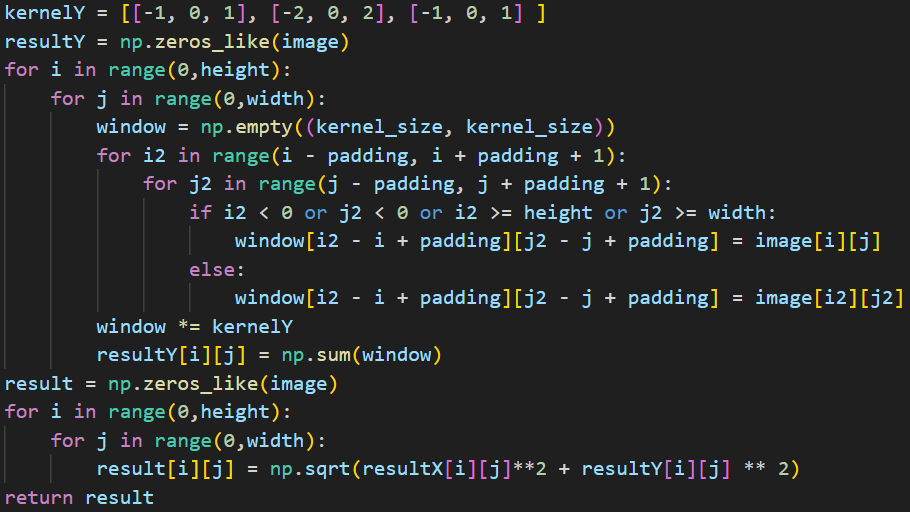 kernelY = [[-1, 0, 1], [-2, 0, 2], [-1, 0, 1] ]
resultY = np.zeros_like(image)
for i in range(0,height):
    for j in range(0,width):
        window = np.empty((kernel_size, kernel_size))
        for i2 in range(i - padding, i + padding + 1):
            for j2 in range(j - padding, j + padding + 1):
                if i2 < 0 or j2 < 0 or i2 >= height or j2 >= width:
                    window[i2 - i + padding][j2 - j + padding] = image[i][j]
                else:
                    window[i2 - i + padding][j2 - j + padding] = image[i2][j2]
        window *= kernelY
        resultY[i][j] = np.sum(window)
result = np.zeros_like(image)
for i in range(0,height):
    for j in range(0,width):
        result[i][j] = np.sqrt(resultX[i][j]**2 + resultY[i][j] ** 2)
return result